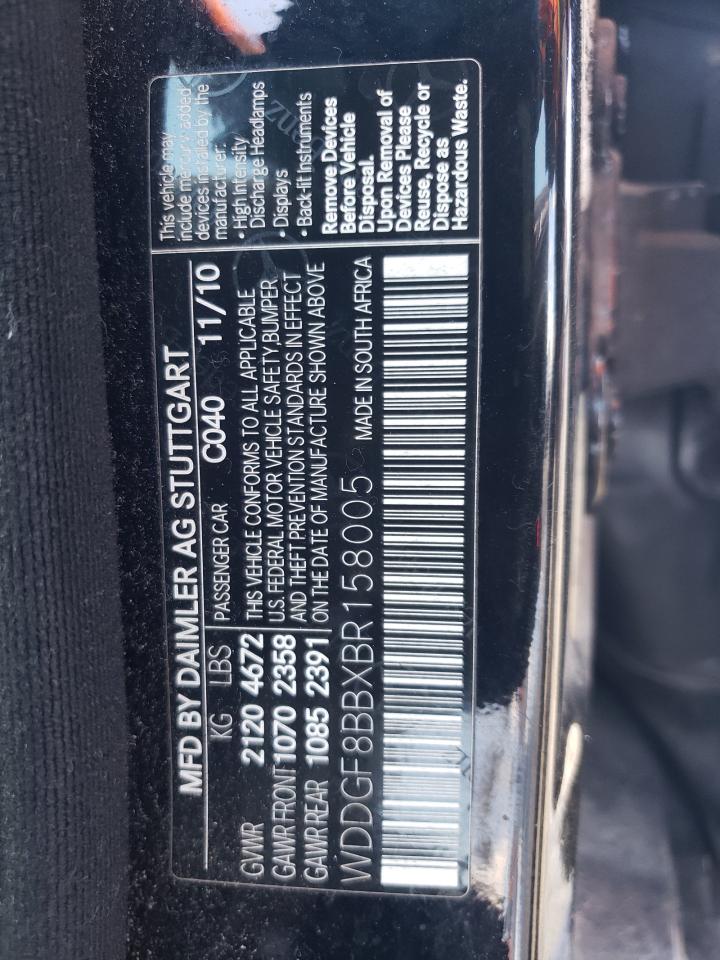 MFD BY DAIMLER AG STUTTGART
KG LBS PASSENGER CAR C040 11/10
GVWR 2120 4672 THIS VEHICLE CONFORMS TO ALL APPLICABLE
GAWR FRONT 1070 2358 U.S. FEDERAL MOTOR VEHICLE SAFETY, BUMPER,
GAWR REAR 1085 2391 AND THEFT PREVENTION STANDARDS IN EFFECT
ON THE DATE OF MANUFACTURE SHOWN ABOVE
WDDGF8BBXBR158005 MADE IN SOUTH AFRICA
This vehicle may
include mercury added
devices installed by the
manufacturer:
• High Intensity
Discharge Headlamps
• Displays
• Back-lit Instruments
Remove Devices
Before Vehicle
Disposal.
Upon Removal of
Devices Please
Reuse, Recycle or
Dispose as
Hazardous Waste.